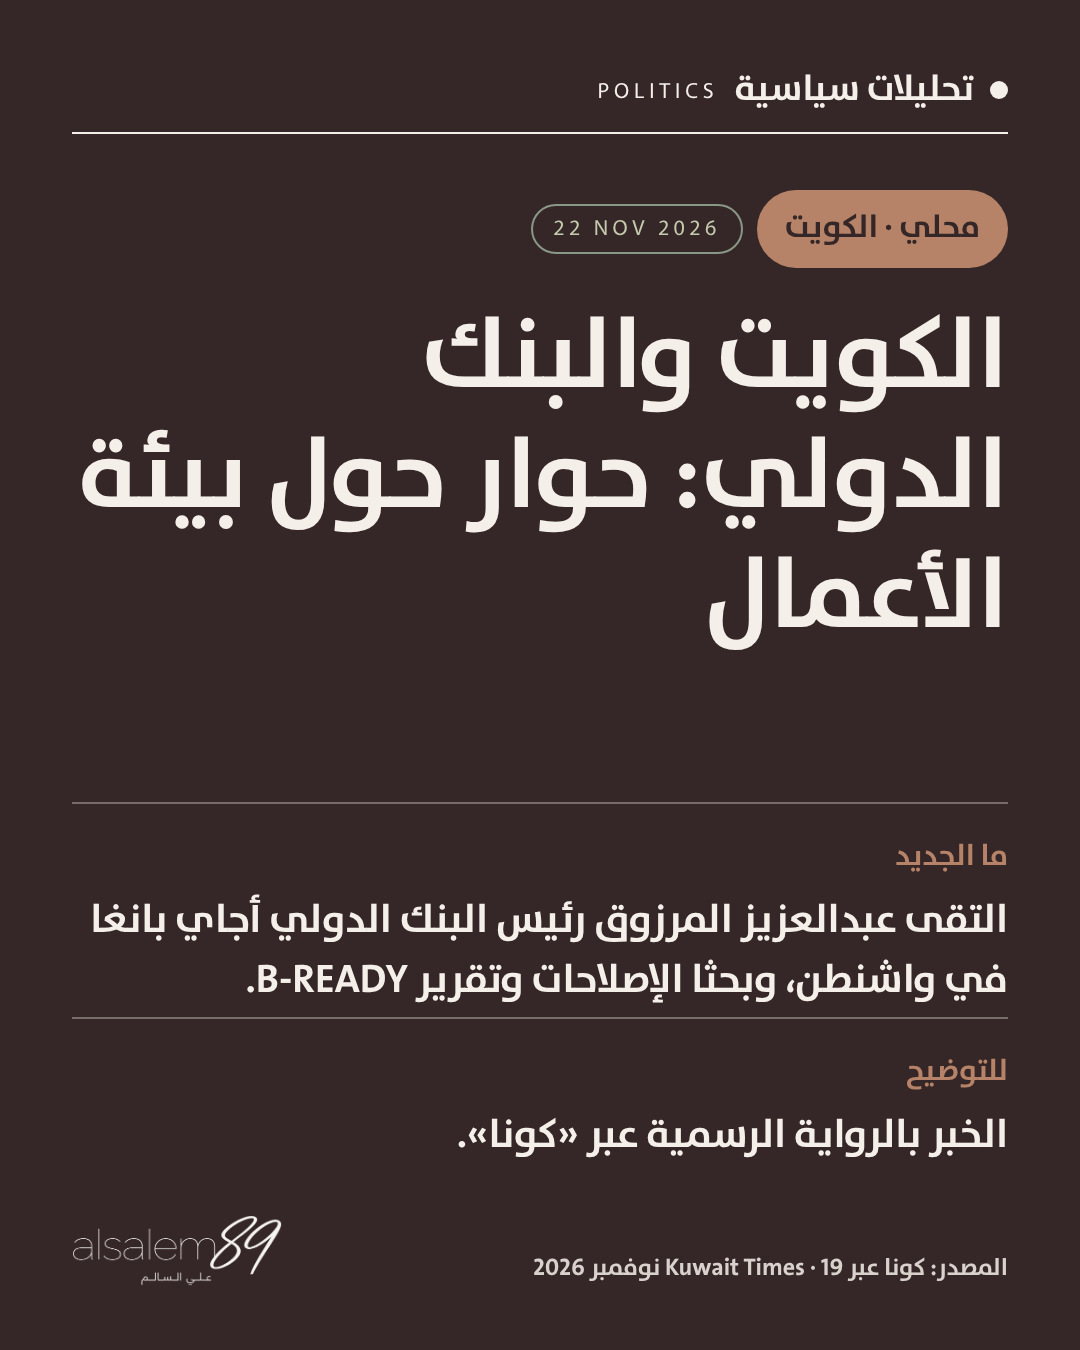 تحليلات سياسية POLITICS
محلي · الكويت 22 NOV 2026
الكويت والبنك
الدولي: حوار حول بيئة
الأعمال
ما الجديد
التقى عبدالعزيز المرزوق رئيس البنك الدولي أجاي بانغا
في واشنطن، وبحثا الإصلاحات وتقرير B-READY.
للتوضيح
الخبر بالرواية الرسمية عبر «كونا».
المصدر: كونا عبر Kuwait Times · 19 نوفمبر 2026
alsalem89
علي السالم